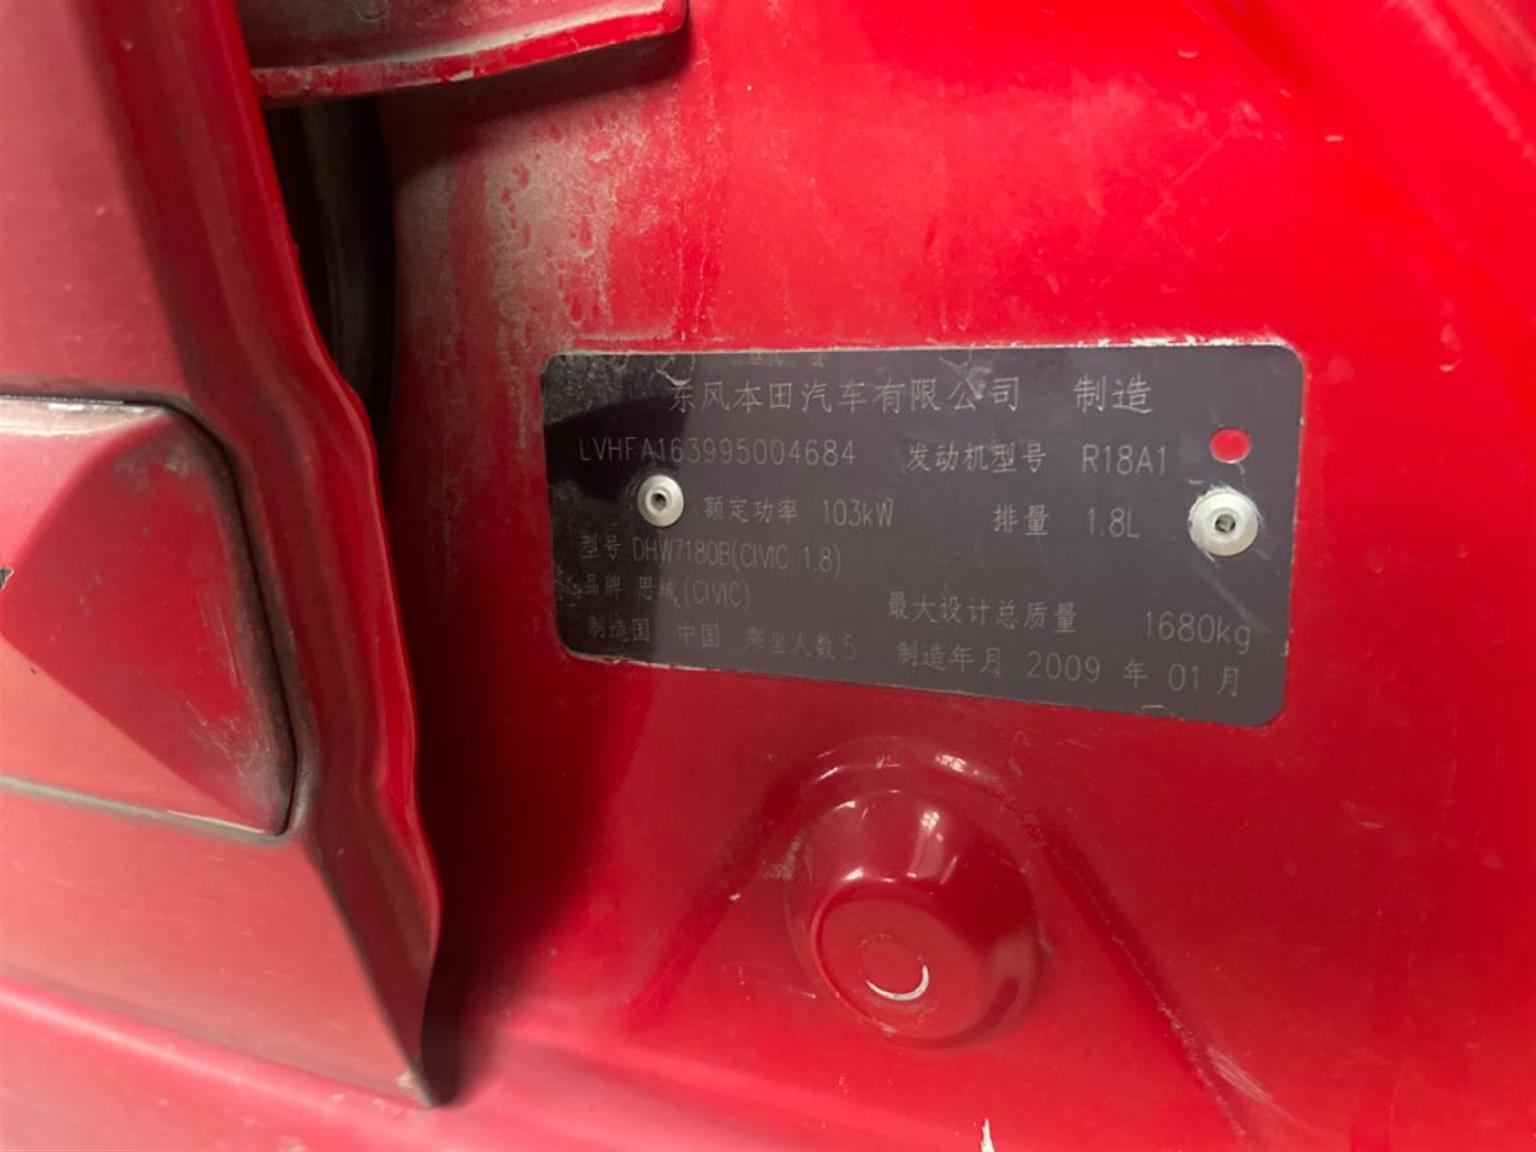 东风本田汽车有限公司 制造
LVHFA163995004684 发动机型号 R18A1
额定功率 103kW 排量 1.8L
型号 DHW7180B(CIVIC 1.8)
品牌 思域(CIVIC) 最大设计总质量 1680kg
制造国 中国 乘坐人数 5 制造年月 2009 年 01 月